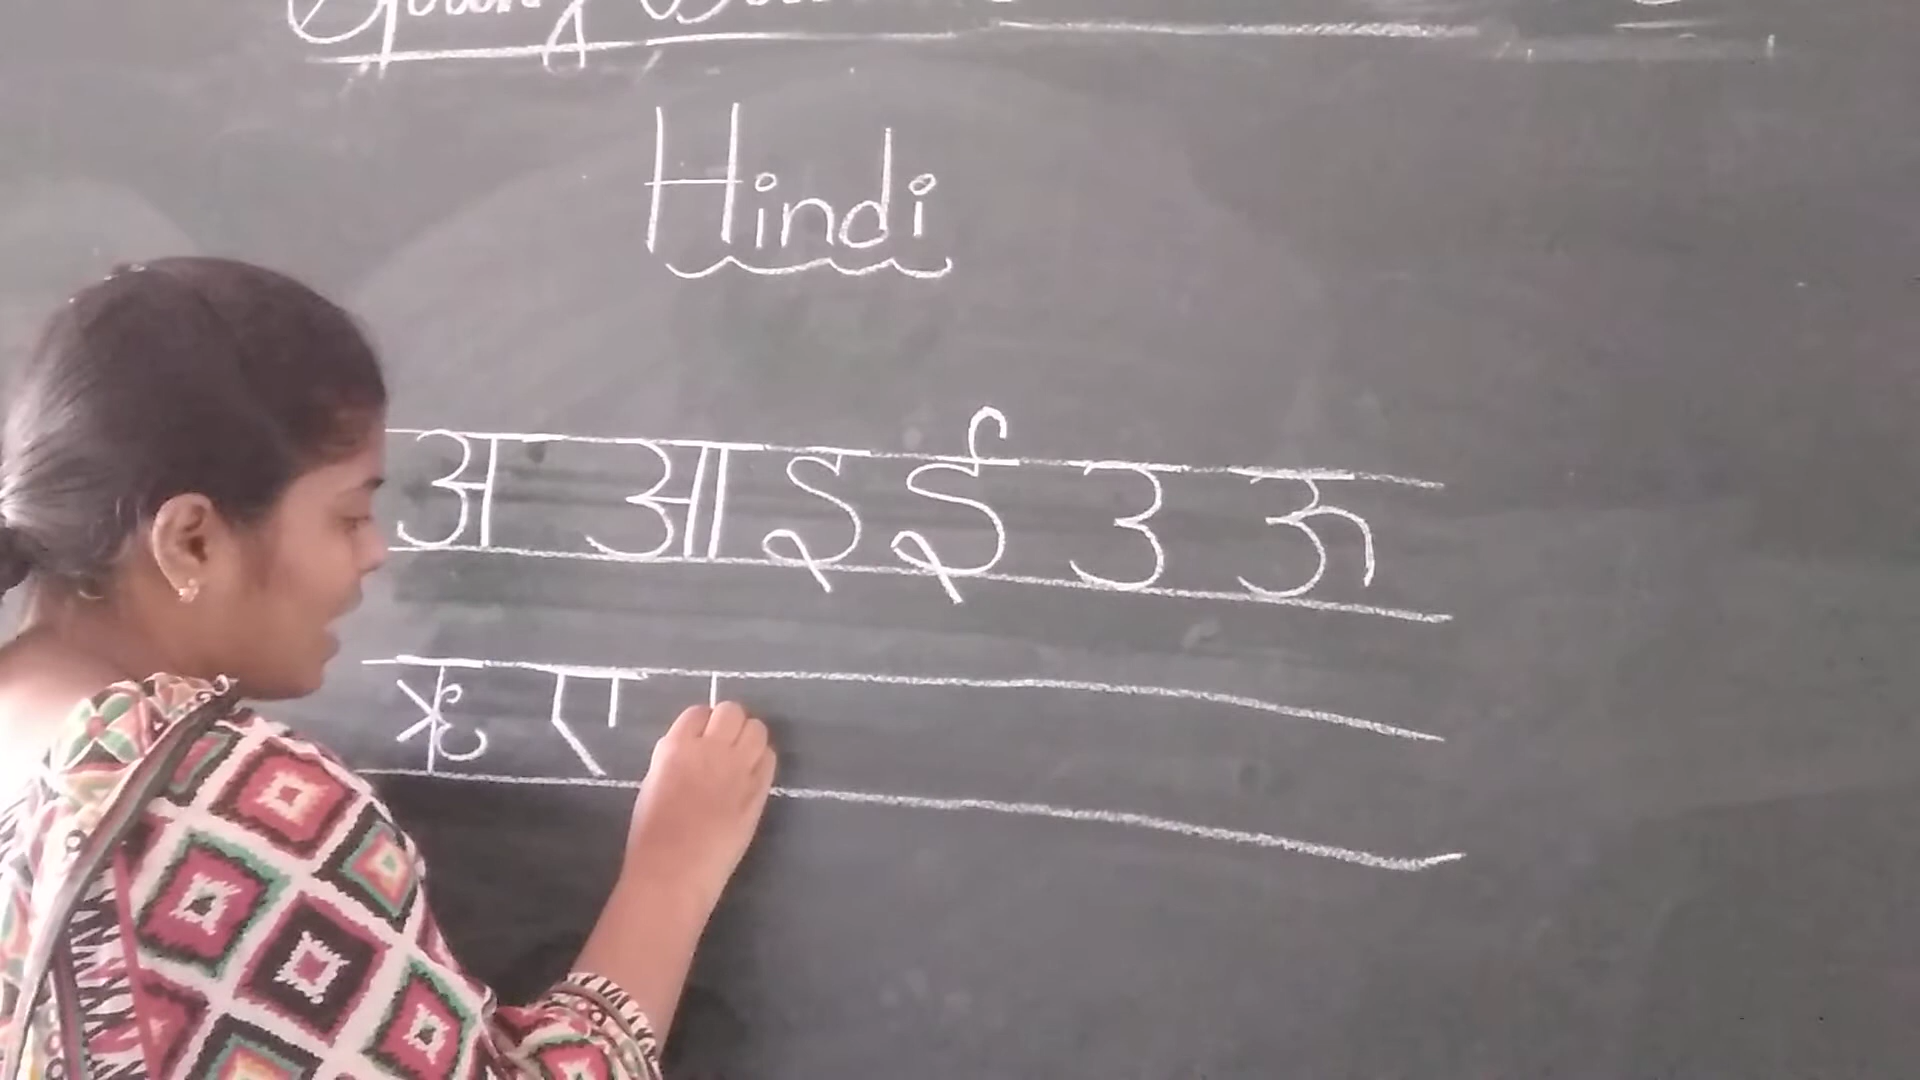 Hindi
अ आ इ ई उ ऊ
ऋ ए